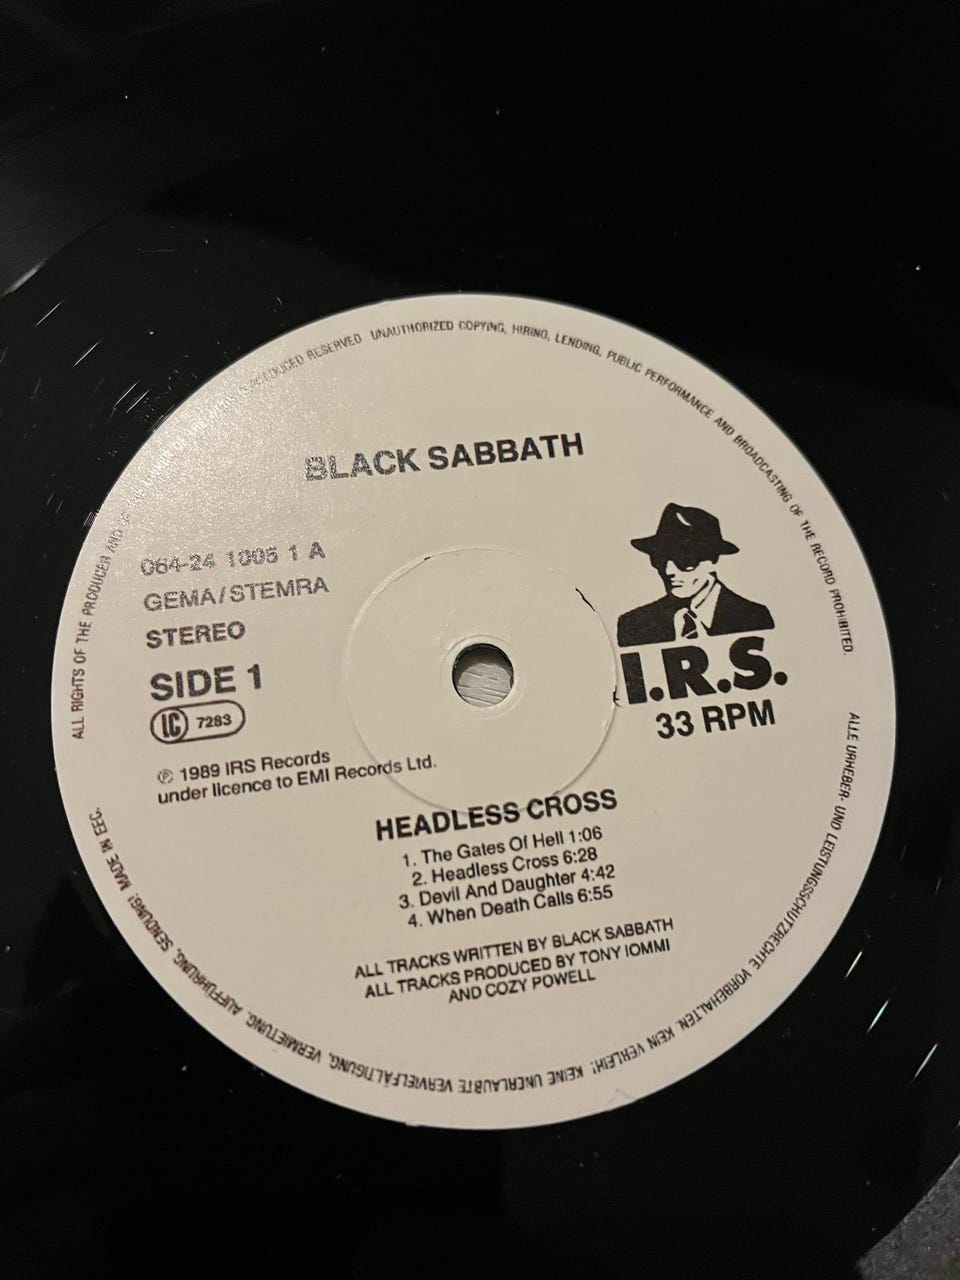 ALL RIGHTS OF THE PRODUCER AND OF REPRODUCED RESERVED UNAUTHORIZED COPYING, HIRING, LENDING, PUBLIC PERFORMANCE AND BROADCASTING OF THE RECORD PROHIBITED.
BLACK SABBATH
064-24 1005 1 A
GEMA/STEMRA
STEREO
SIDE 1
LC 7283
I.R.S.
33 RPM
℗ 1989 IRS Records
under licence to EMI Records Ltd.
HEADLESS CROSS
1. The Gates Of Hell 1:06
2. Headless Cross 6:28
3. Devil And Daughter 4:42
4. When Death Calls 6:55
ALL TRACKS WRITTEN BY BLACK SABBATH
ALL TRACKS PRODUCED BY TONY IOMMI
AND COZY POWELL
ALLE URHEBER- UND LEISTUNGSSCHUTZRECHTE VORBEHALTEN. KEIN VERLEIH! KEINE UNERLAUBTE VERVIELFÄLTIGUNG, VERMIETUNG, AUFFÜHRUNG, SENDUNG! MADE IN EEC.